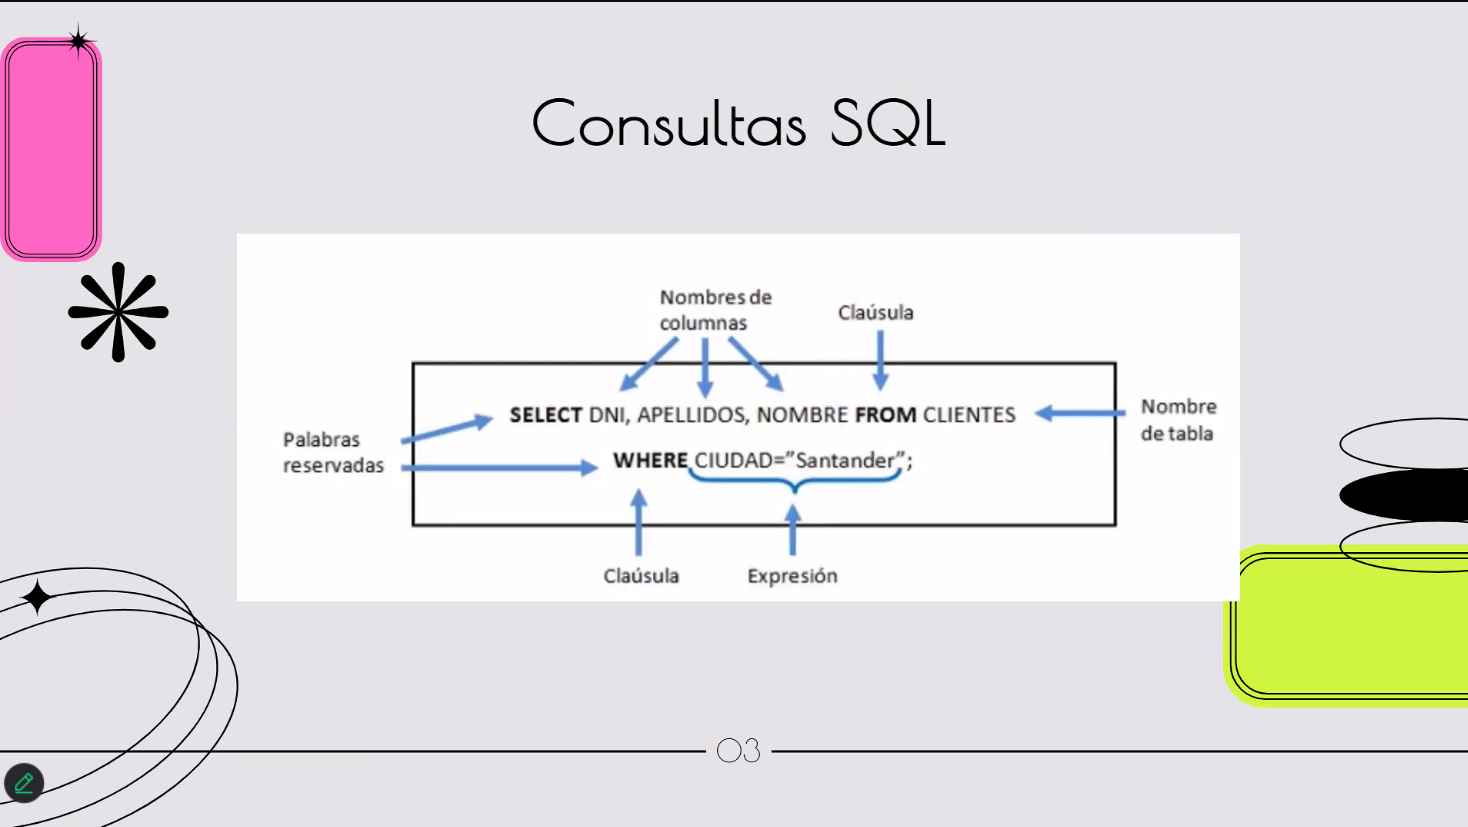 Consultas SQL
Nombres de
columnas
Claúsula
SELECT DNI, APELLIDOS, NOMBRE FROM CLIENTES
Nombre
de tabla
Palabras
reservadas
WHERE CIUDAD=”Santander”;
Claúsula
Expresión
03